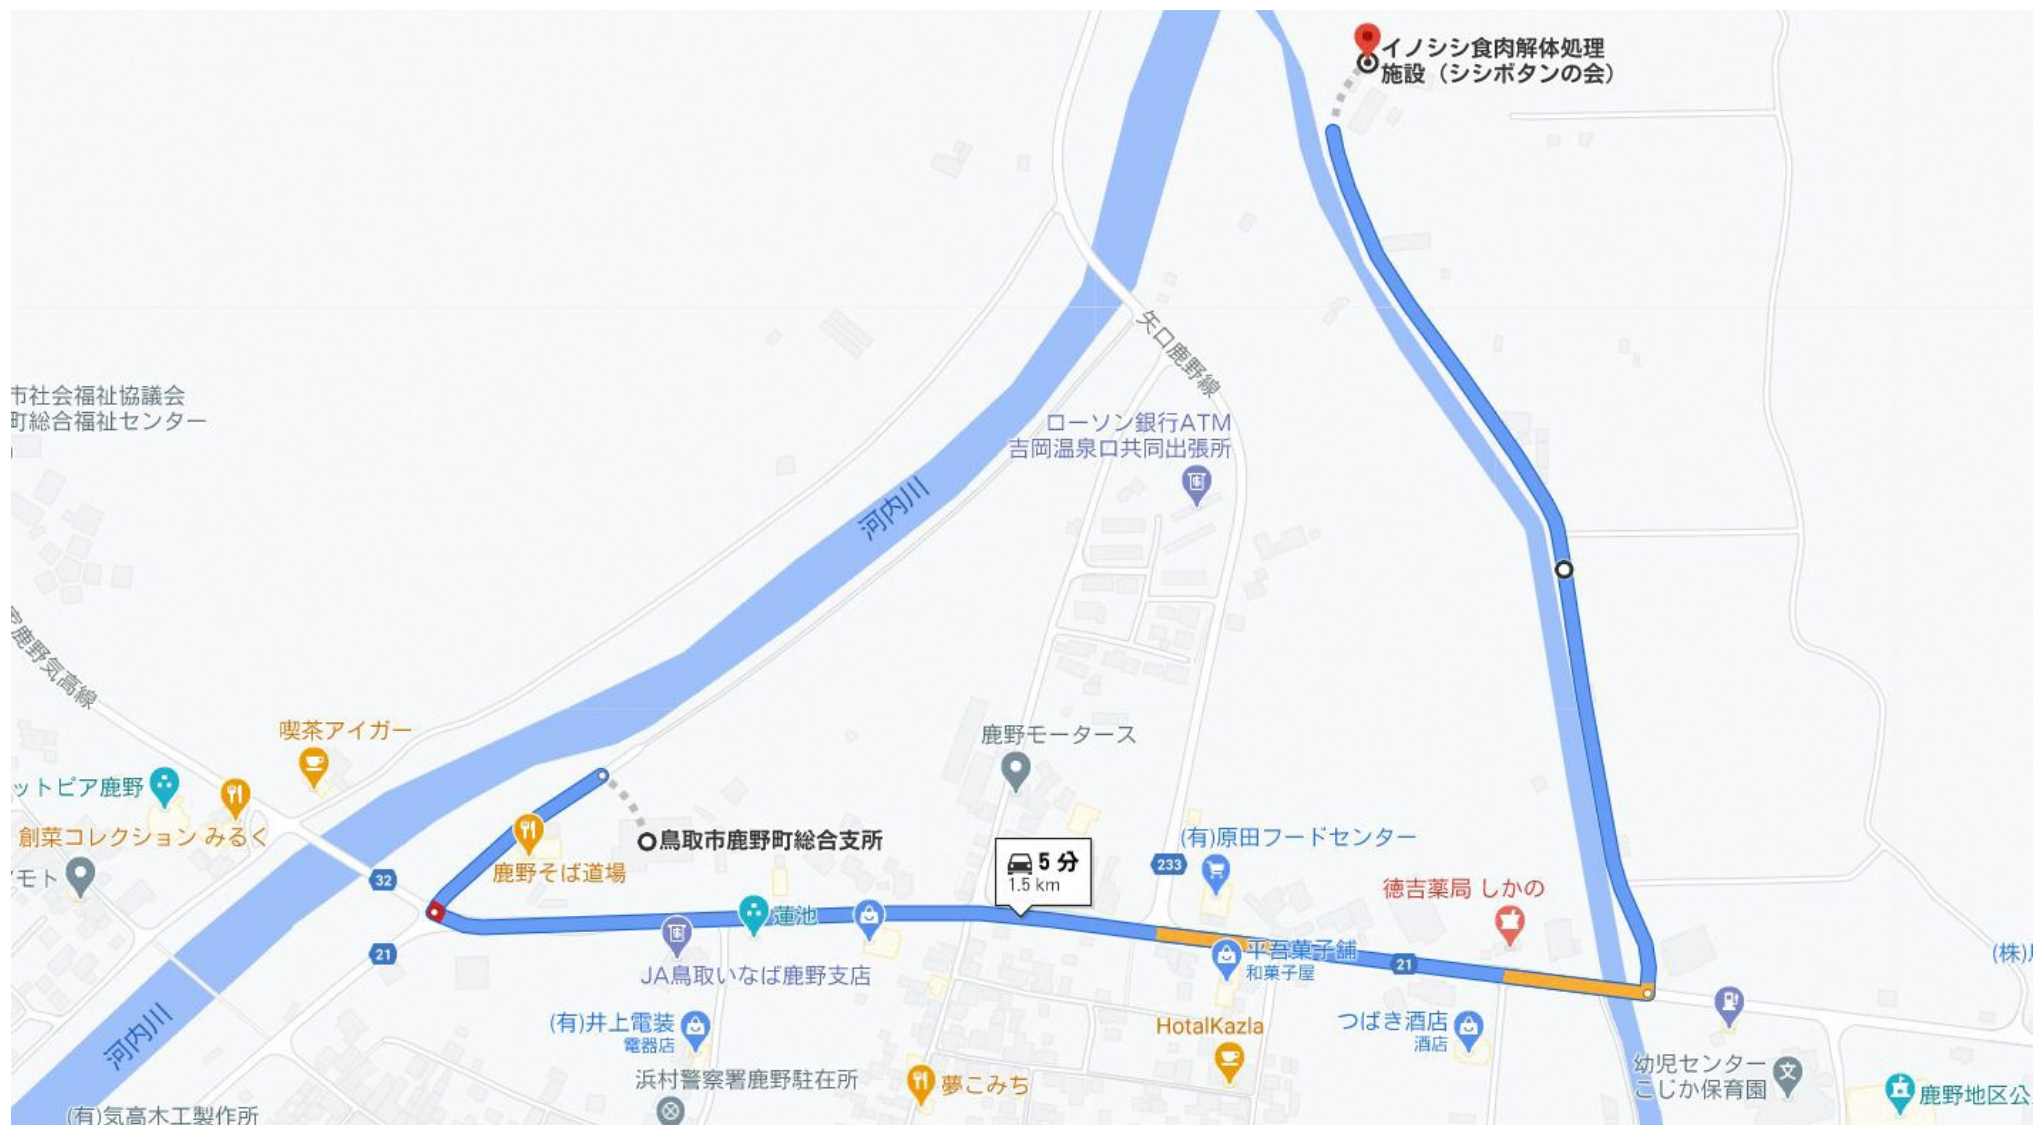 イノシシ食肉解体処理
施設（シシボタンの会）
矢口鹿野線
市社会福祉協議会
町総合福祉センター
ローソン銀行ATM
吉岡温泉口共同出張所
河内川
鹿野気高線
喫茶アイガー
鹿野モータース
ットピア鹿野
創菜コレクション みるく
鳥取市鹿野町総合支所
(有)原田フードセンター
5 分
1.5 km
233
モト
32
鹿野そば道場
徳吉薬局 しかの
蓮池
21
平吾菓子舗
和菓子屋
21
(株)
JA鳥取いなば鹿野支店
(有)井上電装
電器店
HotalKazla
つばき酒店
酒店
河内川
浜村警察署鹿野駐在所
夢こみち
幼児センター
こじか保育園
文
鹿野地区公
(有)気高木工製作所